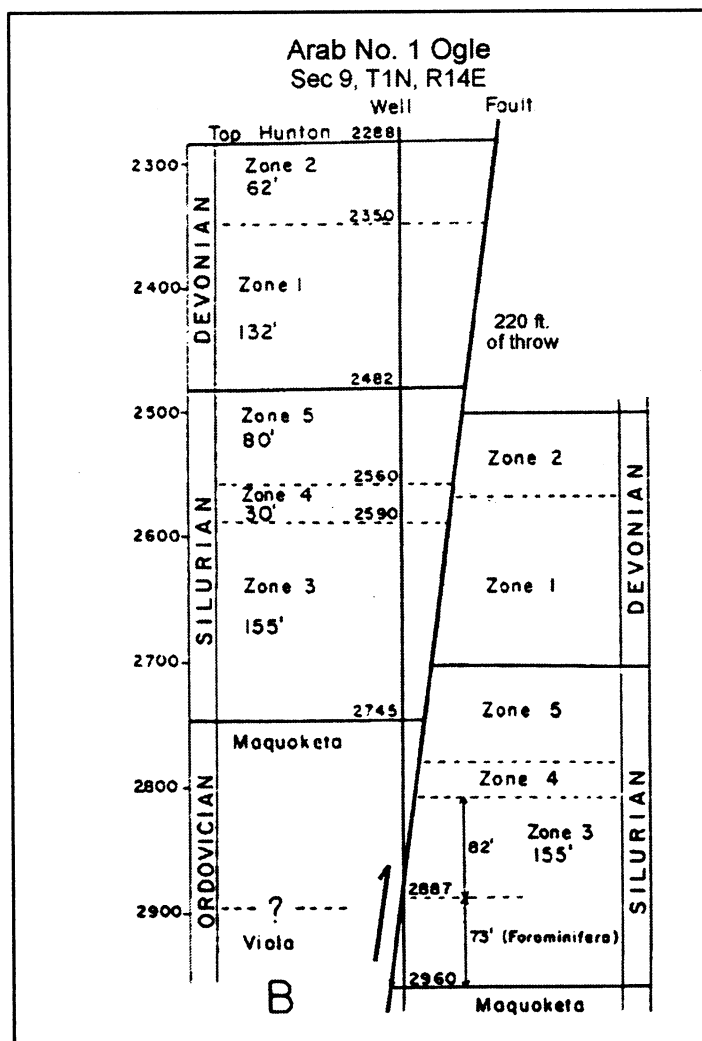 Arab No. 1 Ogle
Sec 9, T1N, R14E
Well Fault
Top Hunton 2288
2300
Zone 2
62'
2350
DEVONIAN
2400
Zone 1
132'
220 ft.
of throw
2482
2500
Zone 5
80'
Zone 2
2560
Zone 4
30'
2590
2600
SILURIAN
Zone 3
155'
Zone 1
DEVONIAN
2700
2745
Maquoketa
Zone 5
2800
Zone 4
ORDOVICIAN
82'
Zone 3
155'
SILURIAN
2887
2900
?
Viola
73' (Foraminifera)
2960
B
Maquoketa